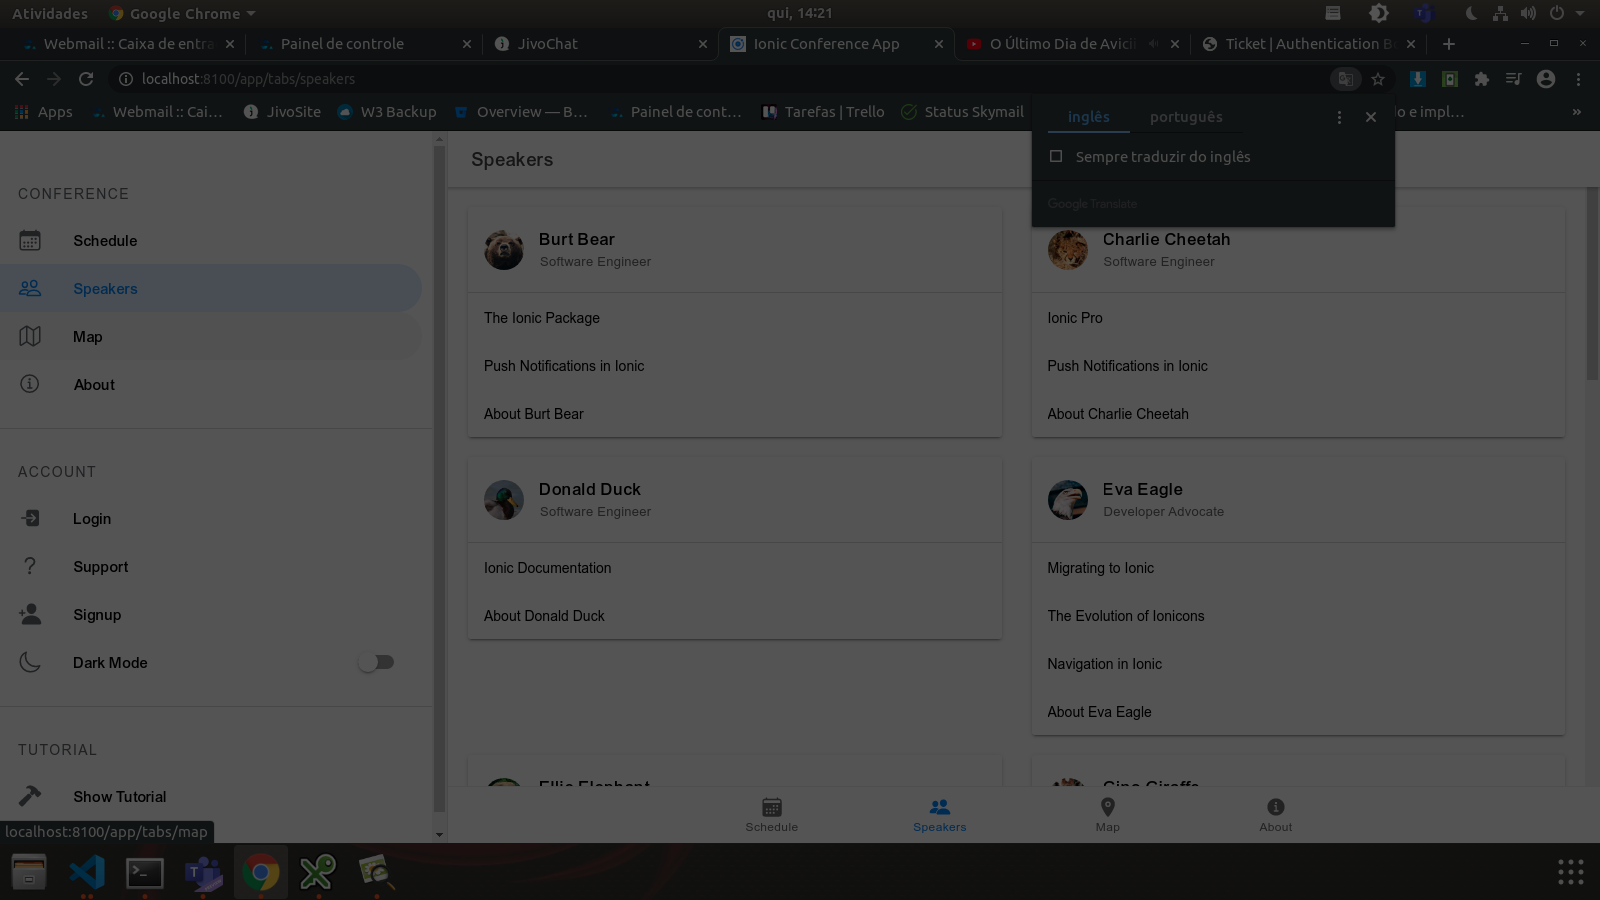 Atividades
Google Chrome
qui, 14:21
Webmail :: Caixa de entra
Painel de controle
JivoChat
Ionic Conference App
O Último Dia de Avicii
Ticket | Authentication B
localhost:8100/app/tabs/speakers
Apps
Webmail :: Cai...
JivoSite
W3 Backup
Overview — B...
Painel de cont...
Tarefas | Trello
Status Skymail
o e impl...
»
inglês
português
Sempre traduzir do inglês
Google Translate
CONFERENCE
Schedule
Speakers
Map
About
ACCOUNT
Login
Support
Signup
Dark Mode
TUTORIAL
Show Tutorial
localhost:8100/app/tabs/map
Speakers
Burt Bear
Software Engineer
The Ionic Package
Push Notifications in Ionic
About Burt Bear
Charlie Cheetah
Software Engineer
Ionic Pro
Push Notifications in Ionic
About Charlie Cheetah
Donald Duck
Software Engineer
Ionic Documentation
About Donald Duck
Eva Eagle
Developer Advocate
Migrating to Ionic
The Evolution of Ionicons
Navigation in Ionic
About Eva Eagle
Ellie Elephant
Gino Giraffe
Schedule
Speakers
Map
About